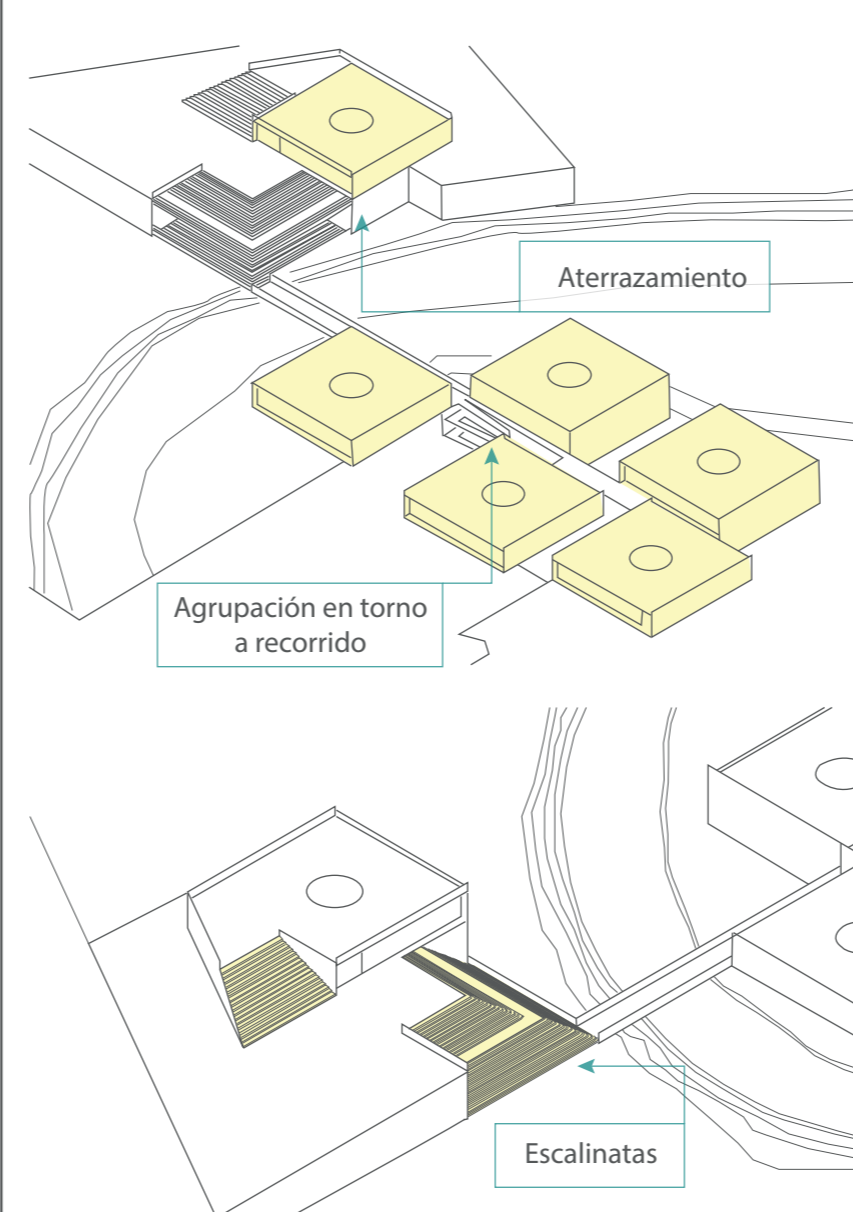 Aterrazamiento
Agrupación en torno
a recorrido
Escalinatas